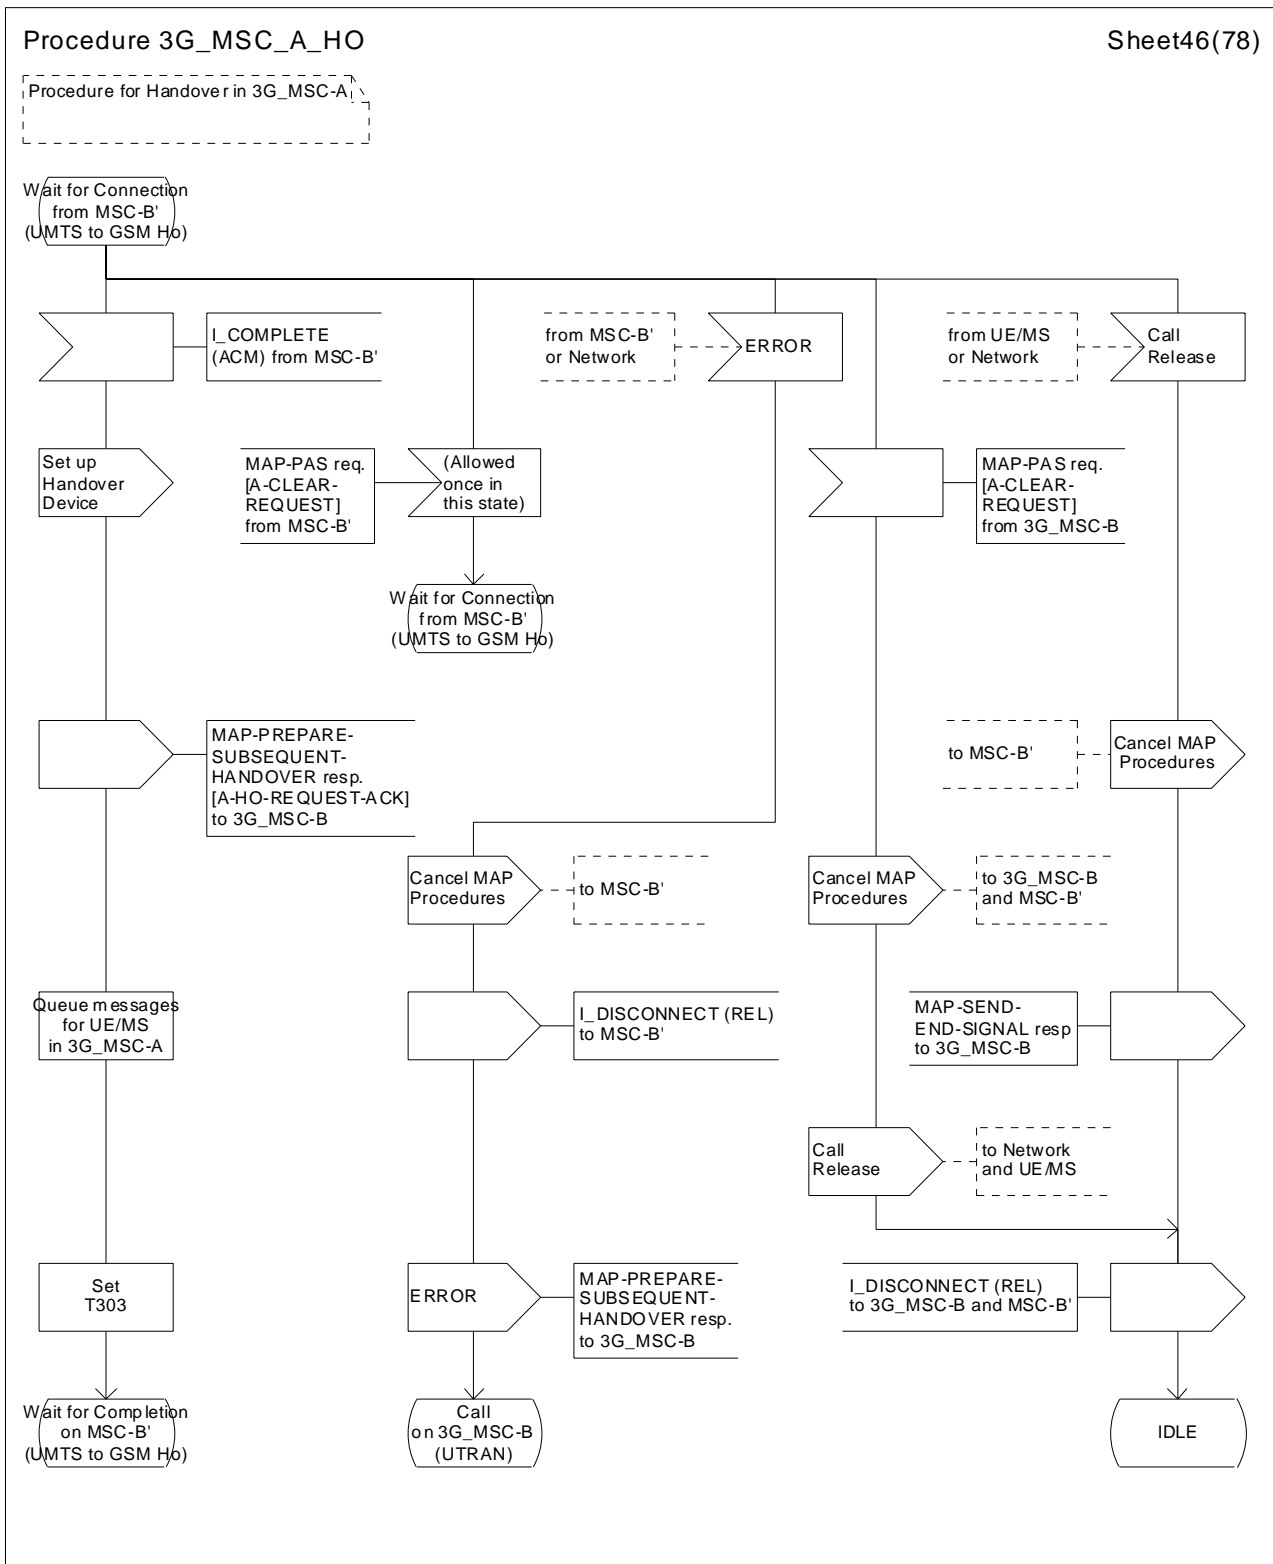 Procedure 3G_MSC_A_HO
Sheet46(78)
Procedure for Handover in 3G_MSC-A
Wait for Connection
from MSC-B'
(UMTS to GSM Ho)
I_COMPLETE
(ACM) from MSC-B'
from MSC-B'
or Network
ERROR
from UE/MS
or Network
Call
Release
Set up
Handover
Device
MAP-PAS req.
[A-CLEAR-
REQUEST]
from MSC-B'
(Allowed
once in
this state)
MAP-PAS req.
[A-CLEAR-
REQUEST]
from 3G_MSC-B
Wait for Connection
from MSC-B'
(UMTS to GSM Ho)
MAP-PREPARE-
SUBSEQUENT-
HANDOVER resp.
[A-HO-REQUEST-ACK]
to 3G_MSC-B
to MSC-B'
Cancel MAP
Procedures
Cancel MAP
Procedures
to MSC-B'
Cancel MAP
Procedures
to 3G_MSC-B
and MSC-B'
Queue messages
for UE/MS
in 3G_MSC-A
I_DISCONNECT (REL)
to MSC-B'
MAP-SEND-
END-SIGNAL resp
to 3G_MSC-B
Call
Release
to Network
and UE/MS
Set
T303
ERROR
MAP-PREPARE-
SUBSEQUENT-
HANDOVER resp.
to 3G_MSC-B
I_DISCONNECT (REL)
to 3G_MSC-B and MSC-B'
Wait for Completion
on MSC-B'
(UMTS to GSM Ho)
Call
on 3G_MSC-B
(UTRAN)
IDLE